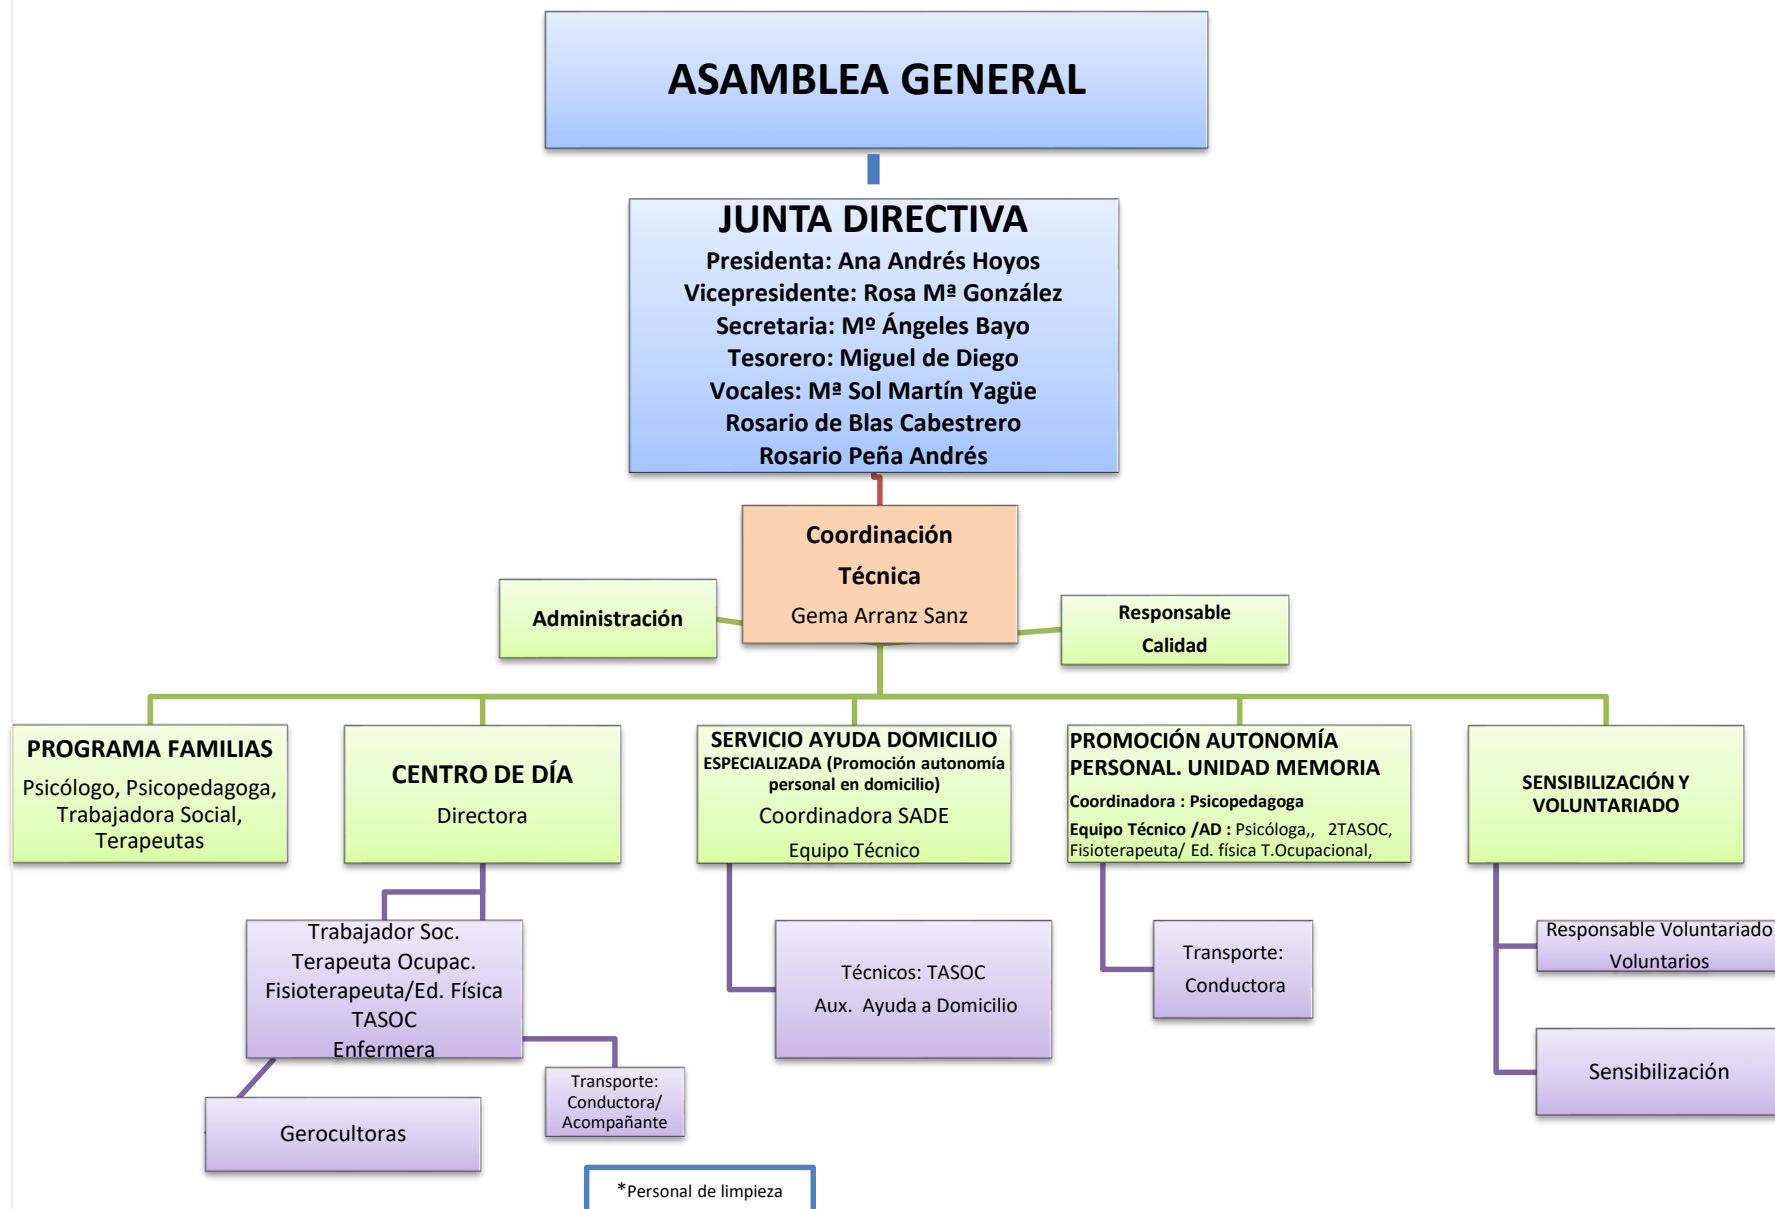 ASAMBLEA GENERAL
JUNTA DIRECTIVA
Presidenta: Ana Andrés Hoyos
Vicepresidente: Rosa Mª González
Secretaria: Mº Ángeles Bayo
Tesorero: Miguel de Diego
Vocales: Mª Sol Martín Yagüe
Rosario de Blas Cabestrero
Rosario Peña Andrés
Coordinación
Técnica
Gema Arranz Sanz
Administración
Responsable
Calidad
PROGRAMA FAMILIAS
Psicólogo, Psicopedagoga,
Trabajadora Social,
Terapeutas
CENTRO DE DÍA
Directora
SERVICIO AYUDA DOMICILIO
ESPECIALIZADA (Promoción autonomía
personal en domicilio)
Coordinadora SADE
Equipo Técnico
PROMOCIÓN AUTONOMÍA
PERSONAL. UNIDAD MEMORIA
Coordinadora : Psicopedagoga
Equipo Técnico /AD : Psicóloga,, 2TASOC,
Fisioterapeuta/ Ed. física T.Ocupacional,
SENSIBILIZACIÓN Y
VOLUNTARIADO
Trabajador Soc.
Terapeuta Ocupac.
Fisioterapeuta/Ed. Física
TASOC
Enfermera
Gerocultoras
Transporte:
Conductora/
Acompañante
Técnicos: TASOC
Aux. Ayuda a Domicilio
Transporte:
Conductora
Responsable Voluntariado
Voluntarios
Sensibilización
*Personal de limpieza